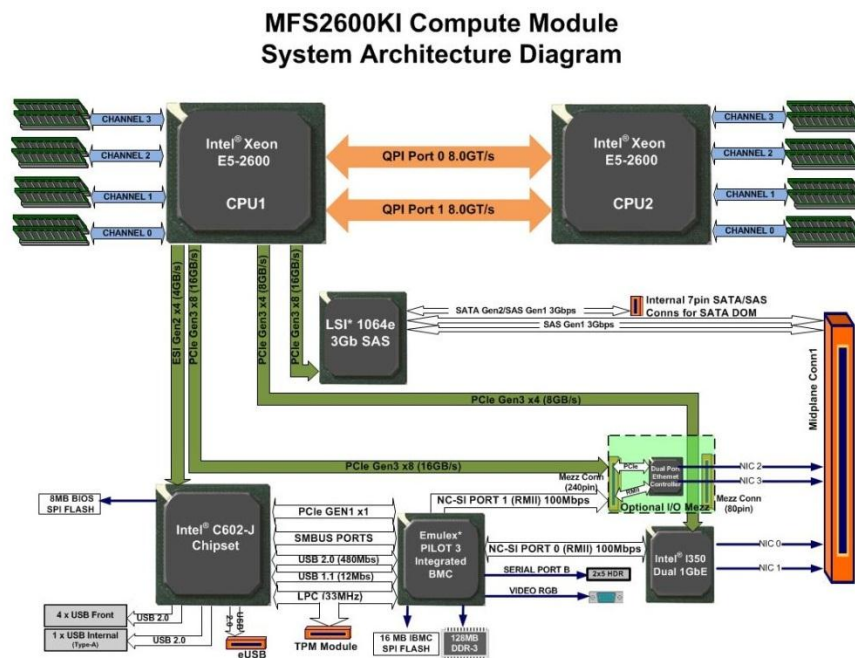 MFS2600KI Compute Module
System Architecture Diagram
CHANNEL 3
CHANNEL 2
CHANNEL 1
CHANNEL 0
Intel® Xeon
E5-2600
CPU1
QPI Port 0 8.0GT/s
QPI Port 1 8.0GT/s
Intel® Xeon
E5-2600
CPU2
CHANNEL 3
CHANNEL 2
CHANNEL 1
CHANNEL 0
ESI Gen2 x4 (4GB/s)
PCIe Gen3 x8 (16GB/s)
PCIe Gen3 x4 (8GB/s)
PCIe Gen3 x8 (16GB/s)
LSI* 1064e
3Gb SAS
SATA Gen2/SAS Gen1 3Gbps
SAS Gen1 3Gbps
Internal 7pin SATA/SAS
Conns for SATA DOM
Midplane Conn1
PCIe Gen3 x4 (8GB/s)
PCIe Gen3 x8 (16GB/s)
Mezz Conn
(240pin)
PCIe
RMII
Dual Port
Ethernet
Controller
Optional I/O Mezz
Mezz Conn
(80pin)
NIC 2
NIC 3
8MB BIOS
SPI FLASH
Intel® C602-J
Chipset
PCIe GEN1 x1
SMBUS PORTS
USB 2.0 (480Mbs)
USB 1.1 (12Mbs)
LPC (33MHz)
NC-SI PORT 1 (RMII) 100Mbps
Emulex*
PILOT 3
Integrated
BMC
NC-SI PORT 0 (RMII) 100Mbps
SERIAL PORT B
2x5 HDR
VIDEO RGB
Intel® I350
Dual 1GbE
NIC 0
NIC 1
4 x USB Front
USB 2.0
1 x USB Internal
(Type-A)
USB 2.0
USB
2.0
eUSB
TPM Module
16 MB IBMC
SPI FLASH
128MB
DDR-3